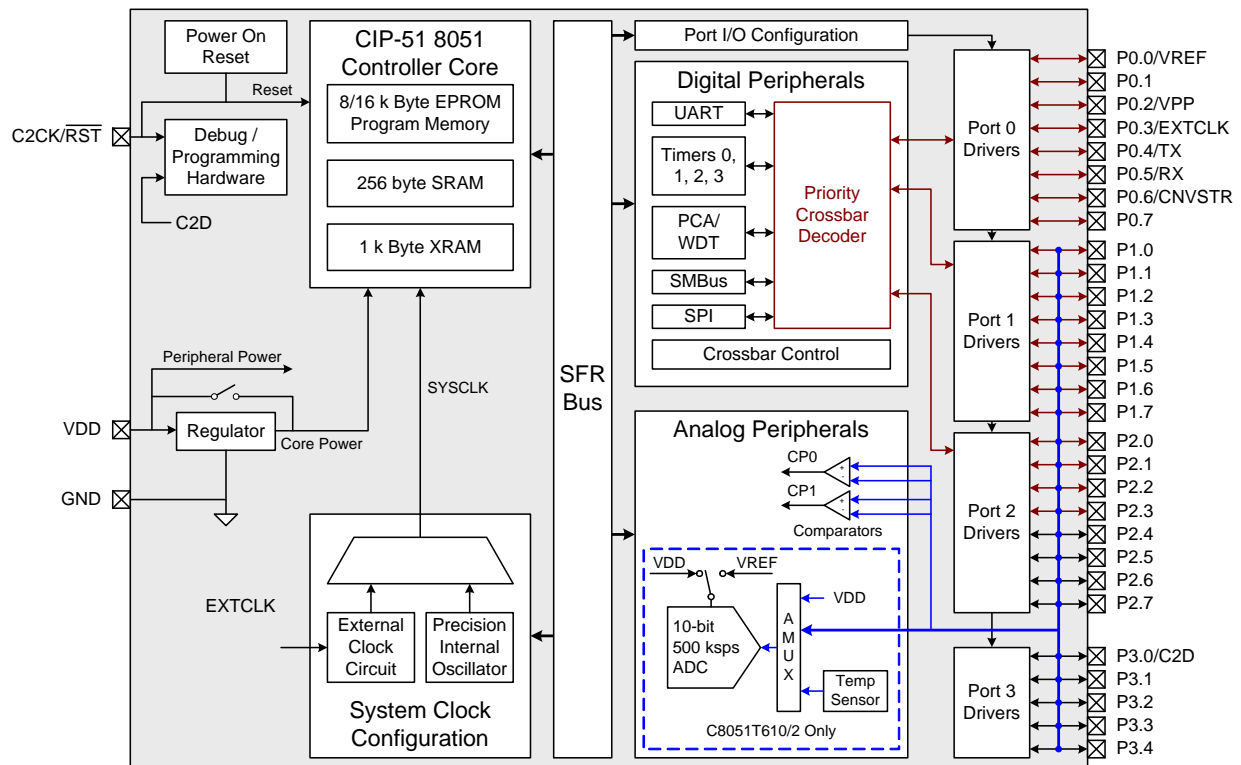 Power On
Reset
Reset
C2CK/RST
Debug /
Programming
Hardware
C2D
CIP-51 8051
Controller Core
8/16 k Byte EPROM
Program Memory
256 byte SRAM
1 k Byte XRAM
Peripheral Power
VDD
Regulator
Core Power
GND
SYSCLK
EXTCLK
External
Clock
Circuit
Precision
Internal
Oscillator
System Clock
Configuration
SFR
Bus
Port I/O Configuration
Digital Peripherals
UART
Timers 0,
1, 2, 3
PCA/
WDT
SMBus
SPI
Priority
Crossbar
Decoder
Crossbar Control
Analog Peripherals
CP0
+
-
CP1
+
-
Comparators
VDD
VREF
VDD
10-bit
500 ksps
ADC
A
M
U
X
Temp
Sensor
C8051T610/2 Only
Port 0
Drivers
Port 1
Drivers
Port 2
Drivers
Port 3
Drivers
P0.0/VREF
P0.1
P0.2/VPP
P0.3/EXTCLK
P0.4/TX
P0.5/RX
P0.6/CNVSTR
P0.7
P1.0
P1.1
P1.2
P1.3
P1.4
P1.5
P1.6
P1.7
P2.0
P2.1
P2.2
P2.3
P2.4
P2.5
P2.6
P2.7
P3.0/C2D
P3.1
P3.2
P3.3
P3.4